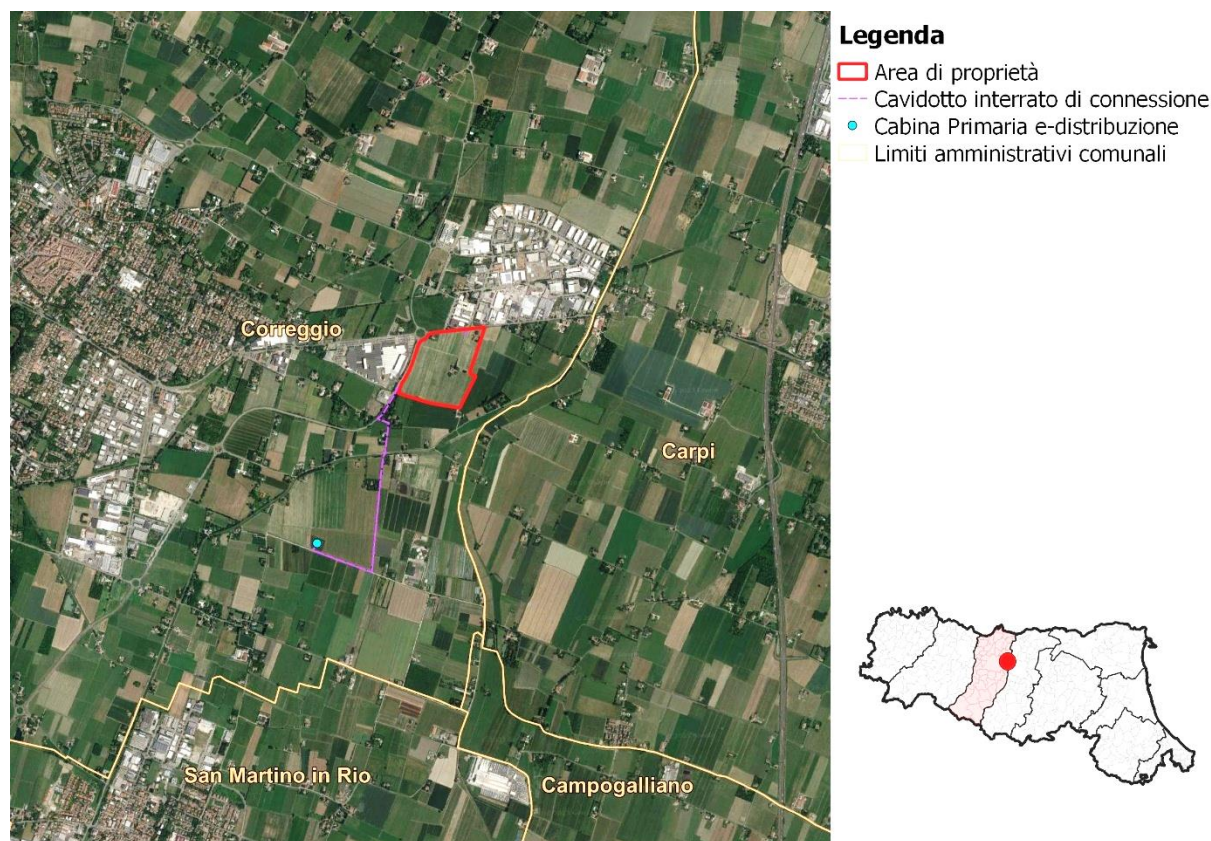 Legenda
Area di proprietà
Cavidotto interrato di connessione
Cabina Primaria e-distribuzione
Limiti amministrativi comunali
Correggio
Carpi
San Martino in Rio
Campogalliano